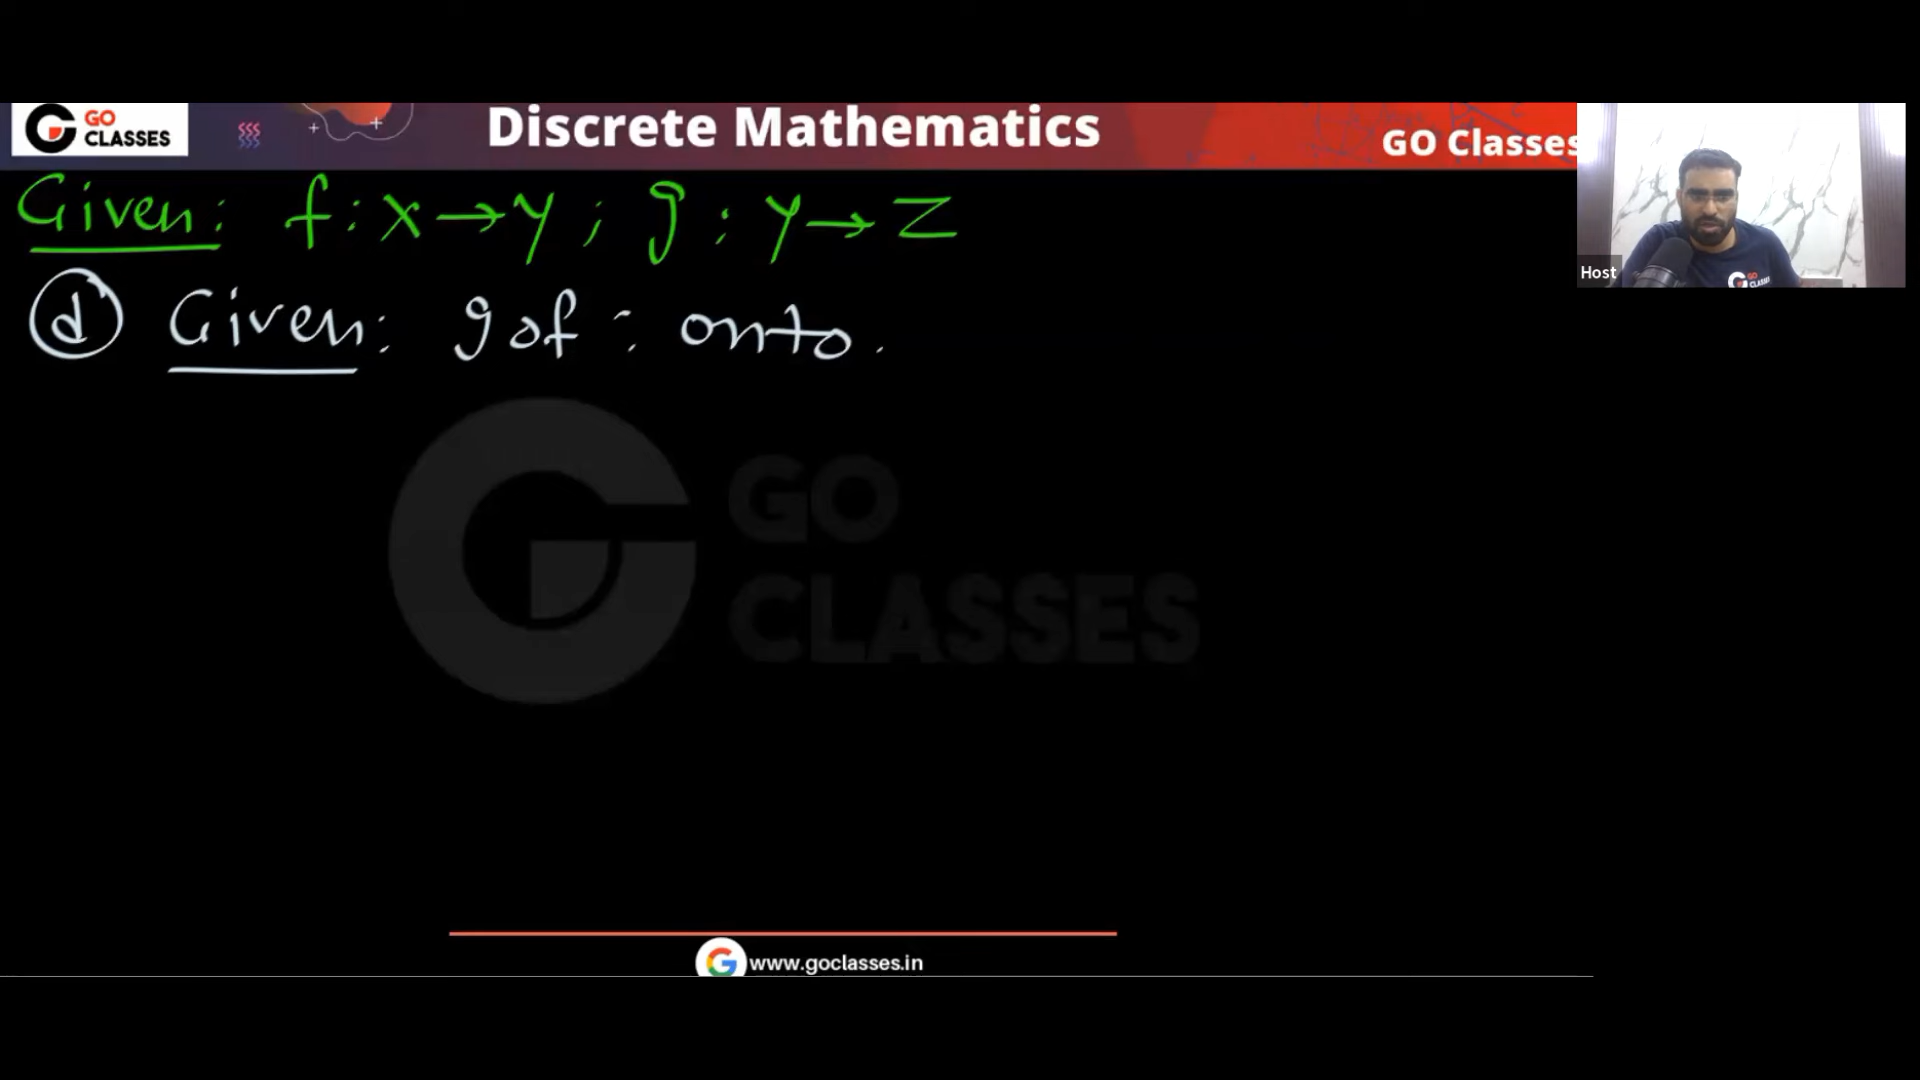 GO CLASSES
Discrete Mathematics
GO Classes
Given: f: x → y ; g : y → z
Host
d Given: gof : onto.
GO CLASSES
www.goclasses.in